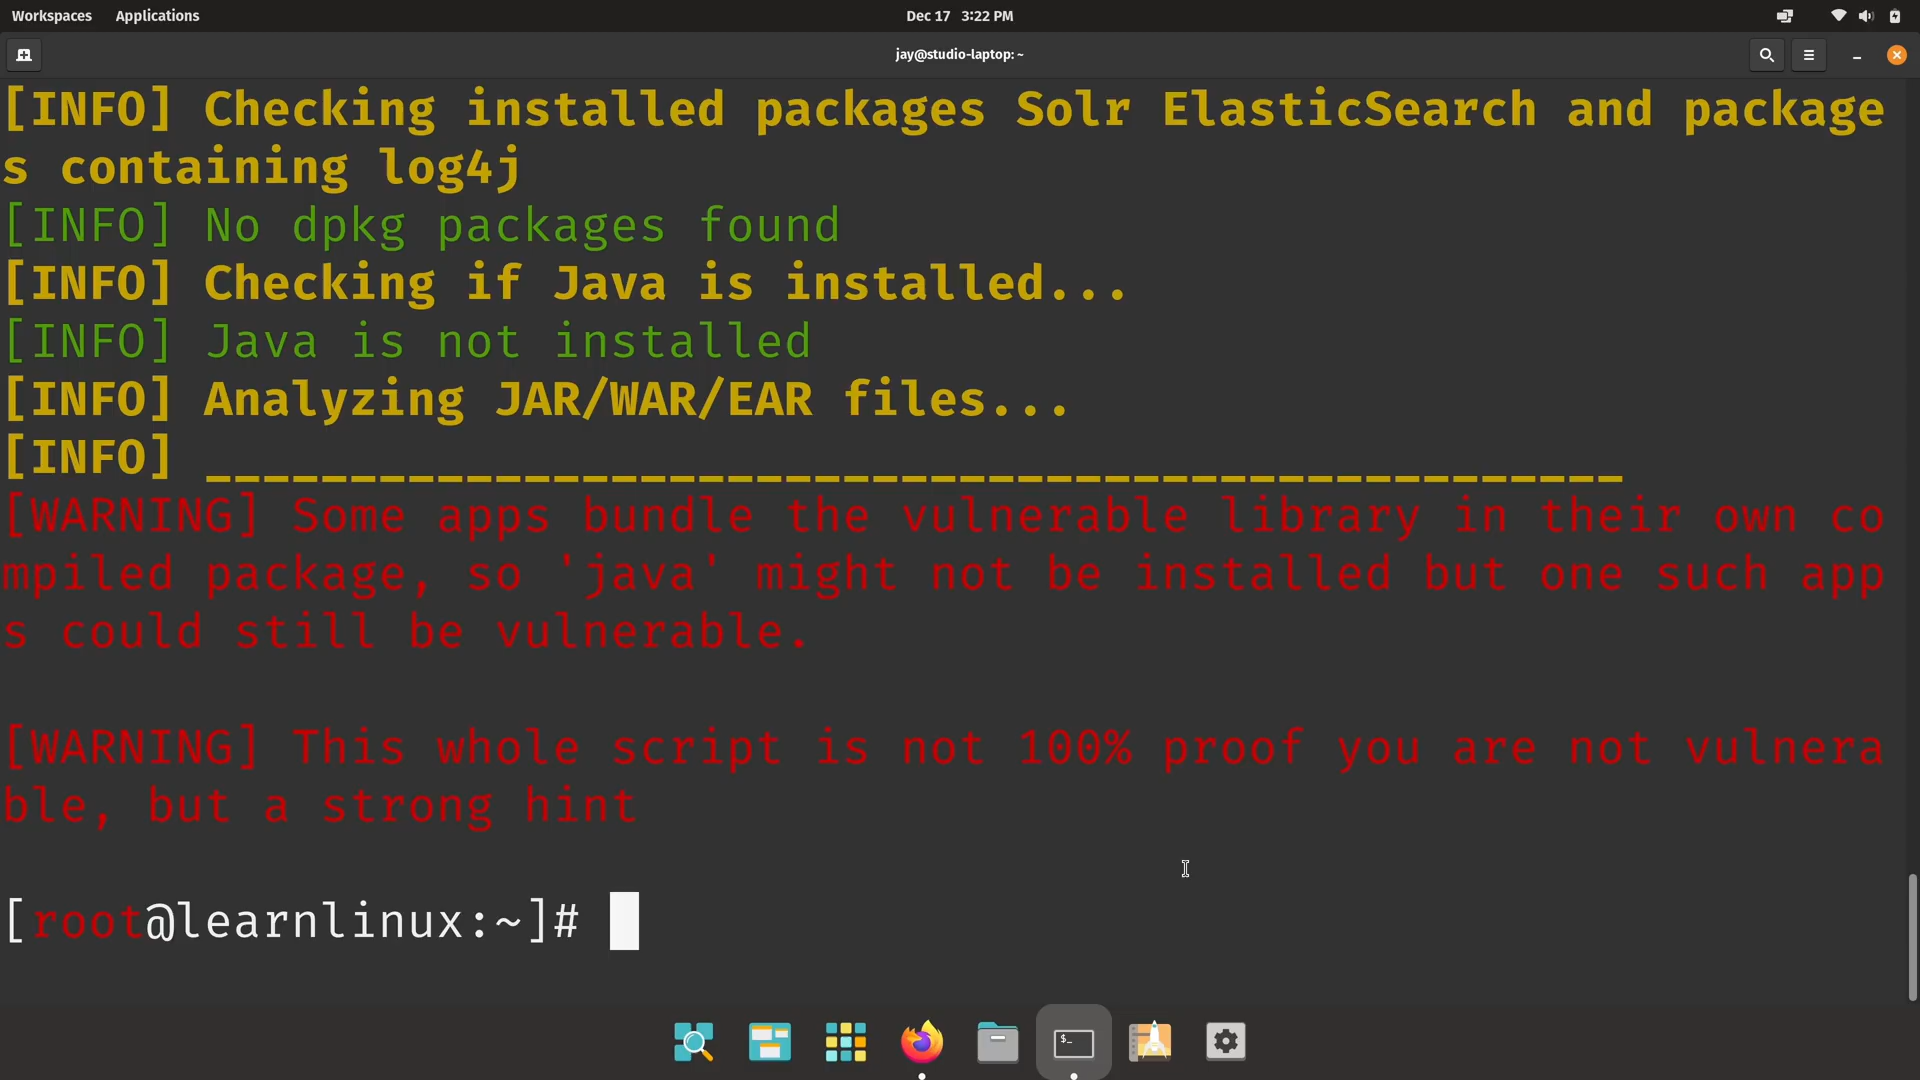 Workspaces Applications Dec 17 3:22 PM
jay@studio-laptop: ~
[INFO] Checking installed packages Solr ElasticSearch and package
s containing log4j
[INFO] No dpkg packages found
[INFO] Checking if Java is installed...
[INFO] Java is not installed
[INFO] Analyzing JAR/WAR/EAR files...
[INFO] _________________________________________________
[WARNING] Some apps bundle the vulnerable library in their own co
mpiled package, so 'java' might not be installed but one such app
s could still be vulnerable.
[WARNING] This whole script is not 100% proof you are not vulnera
ble, but a strong hint
[root@learnlinux:~]#
$_